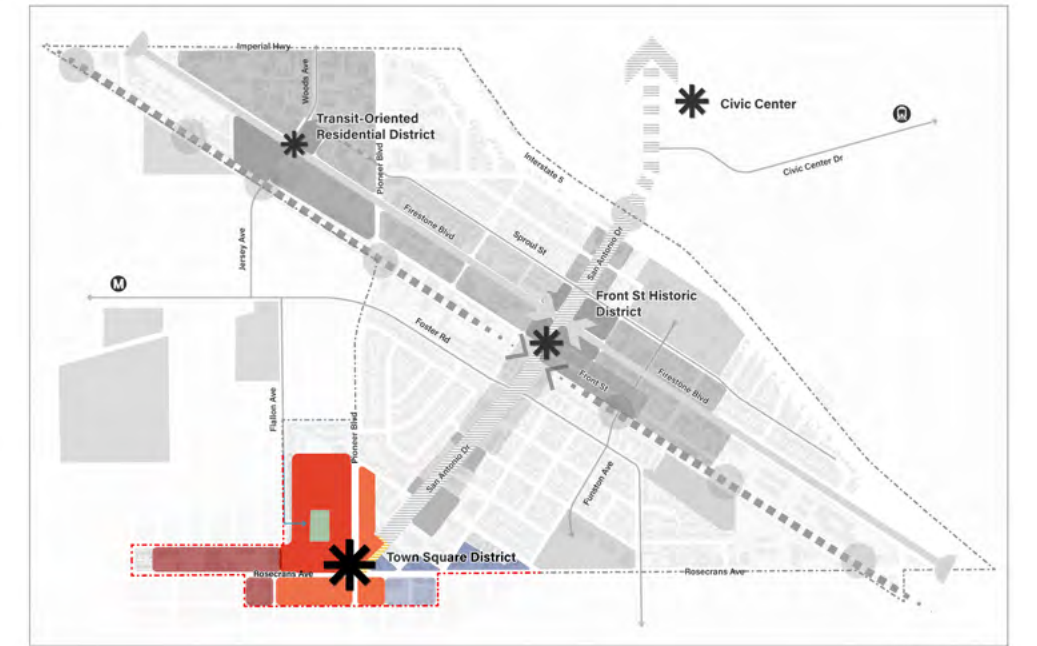 Imperial Hwy
Woods Ave
Transit-Oriented
Residential District
Pioneer Blvd
Civic Center
Civic Center Dr
Interstate 5
Firestone Blvd
Sproul St
San Antonio Dr
Jersey Ave
M
Foster Rd
Front St Historic
District
Front St
Firestone Blvd
Flallon Ave
Pioneer Blvd
San Antonio Dr
Funston Ave
Town Square District
Rosecrans Ave
Rosecrans Ave